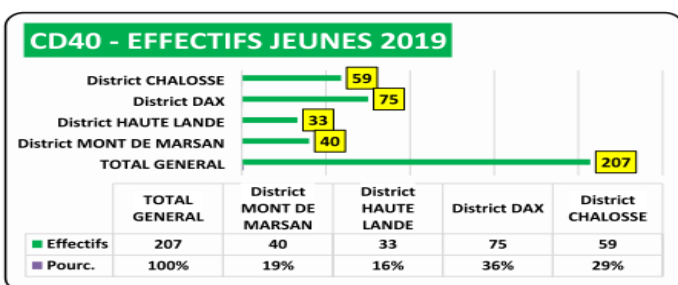 CD40 - EFFECTIFS JEUNES 2019
District CHALOSSE 59
District DAX 75
District HAUTE LANDE 33
District MONT DE MARSAN 40
TOTAL GENERAL 207
TOTAL GENERAL District MONT DE MARSAN District HAUTE LANDE District DAX District CHALOSSE
Effectifs 207 40 33 75 59
Pourc. 100% 19% 16% 36% 29%